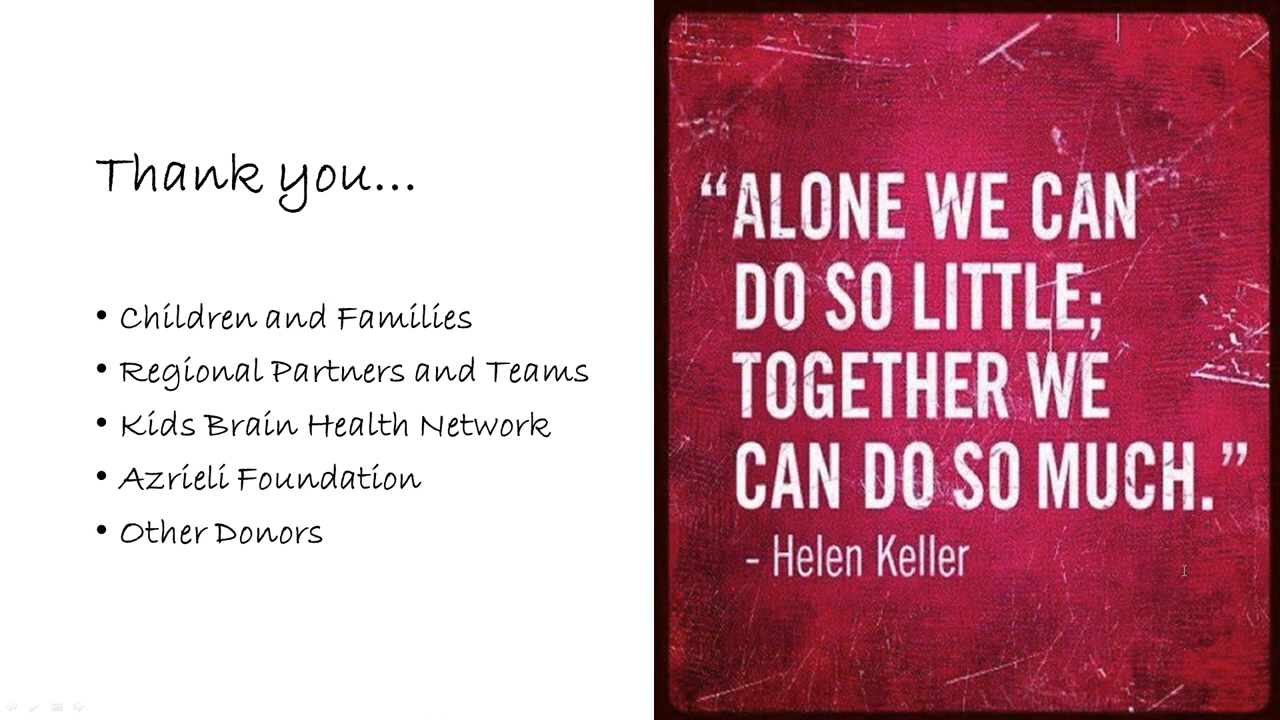 Thank you...
• Children and Families
• Regional Partners and Teams
• Kids Brain Health Network
• Azrieli Foundation
• Other Donors
“ALONE WE CAN
DO SO LITTLE;
TOGETHER WE
CAN DO SO MUCH.”
- Helen Keller